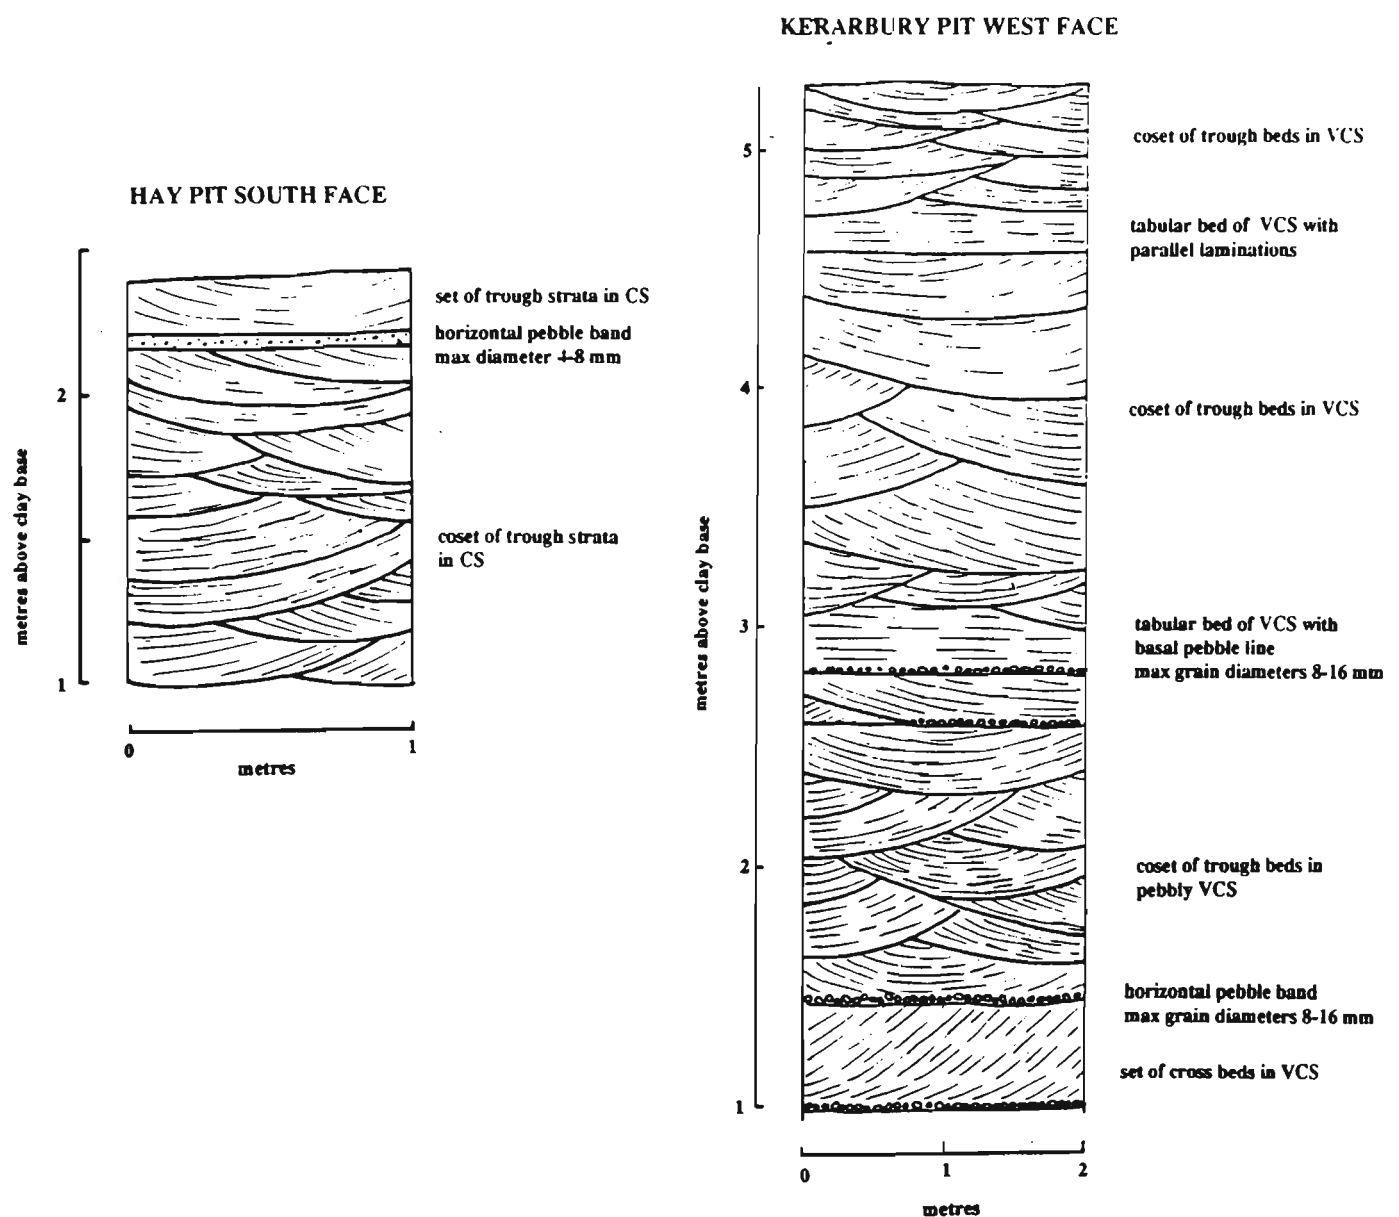 HAY PIT SOUTH FACE
set of trough strata in CS
horizontal pebble band
max diameter 4-8 mm
2
coset of trough strata
in CS
1
metres above clay base
0 1
metres
KERARBURY PIT WEST FACE
5
coset of trough beds in VCS
tabular bed of VCS with
parallel laminations
4
coset of trough beds in VCS
3
tabular bed of VCS with
basal pebble line
max grain diameters 8-16 mm
2
coset of trough beds in
pebbly VCS
horizontal pebble band
max grain diameters 8-16 mm
set of cross beds in VCS
1
metres above clay base
0 1 2
metres